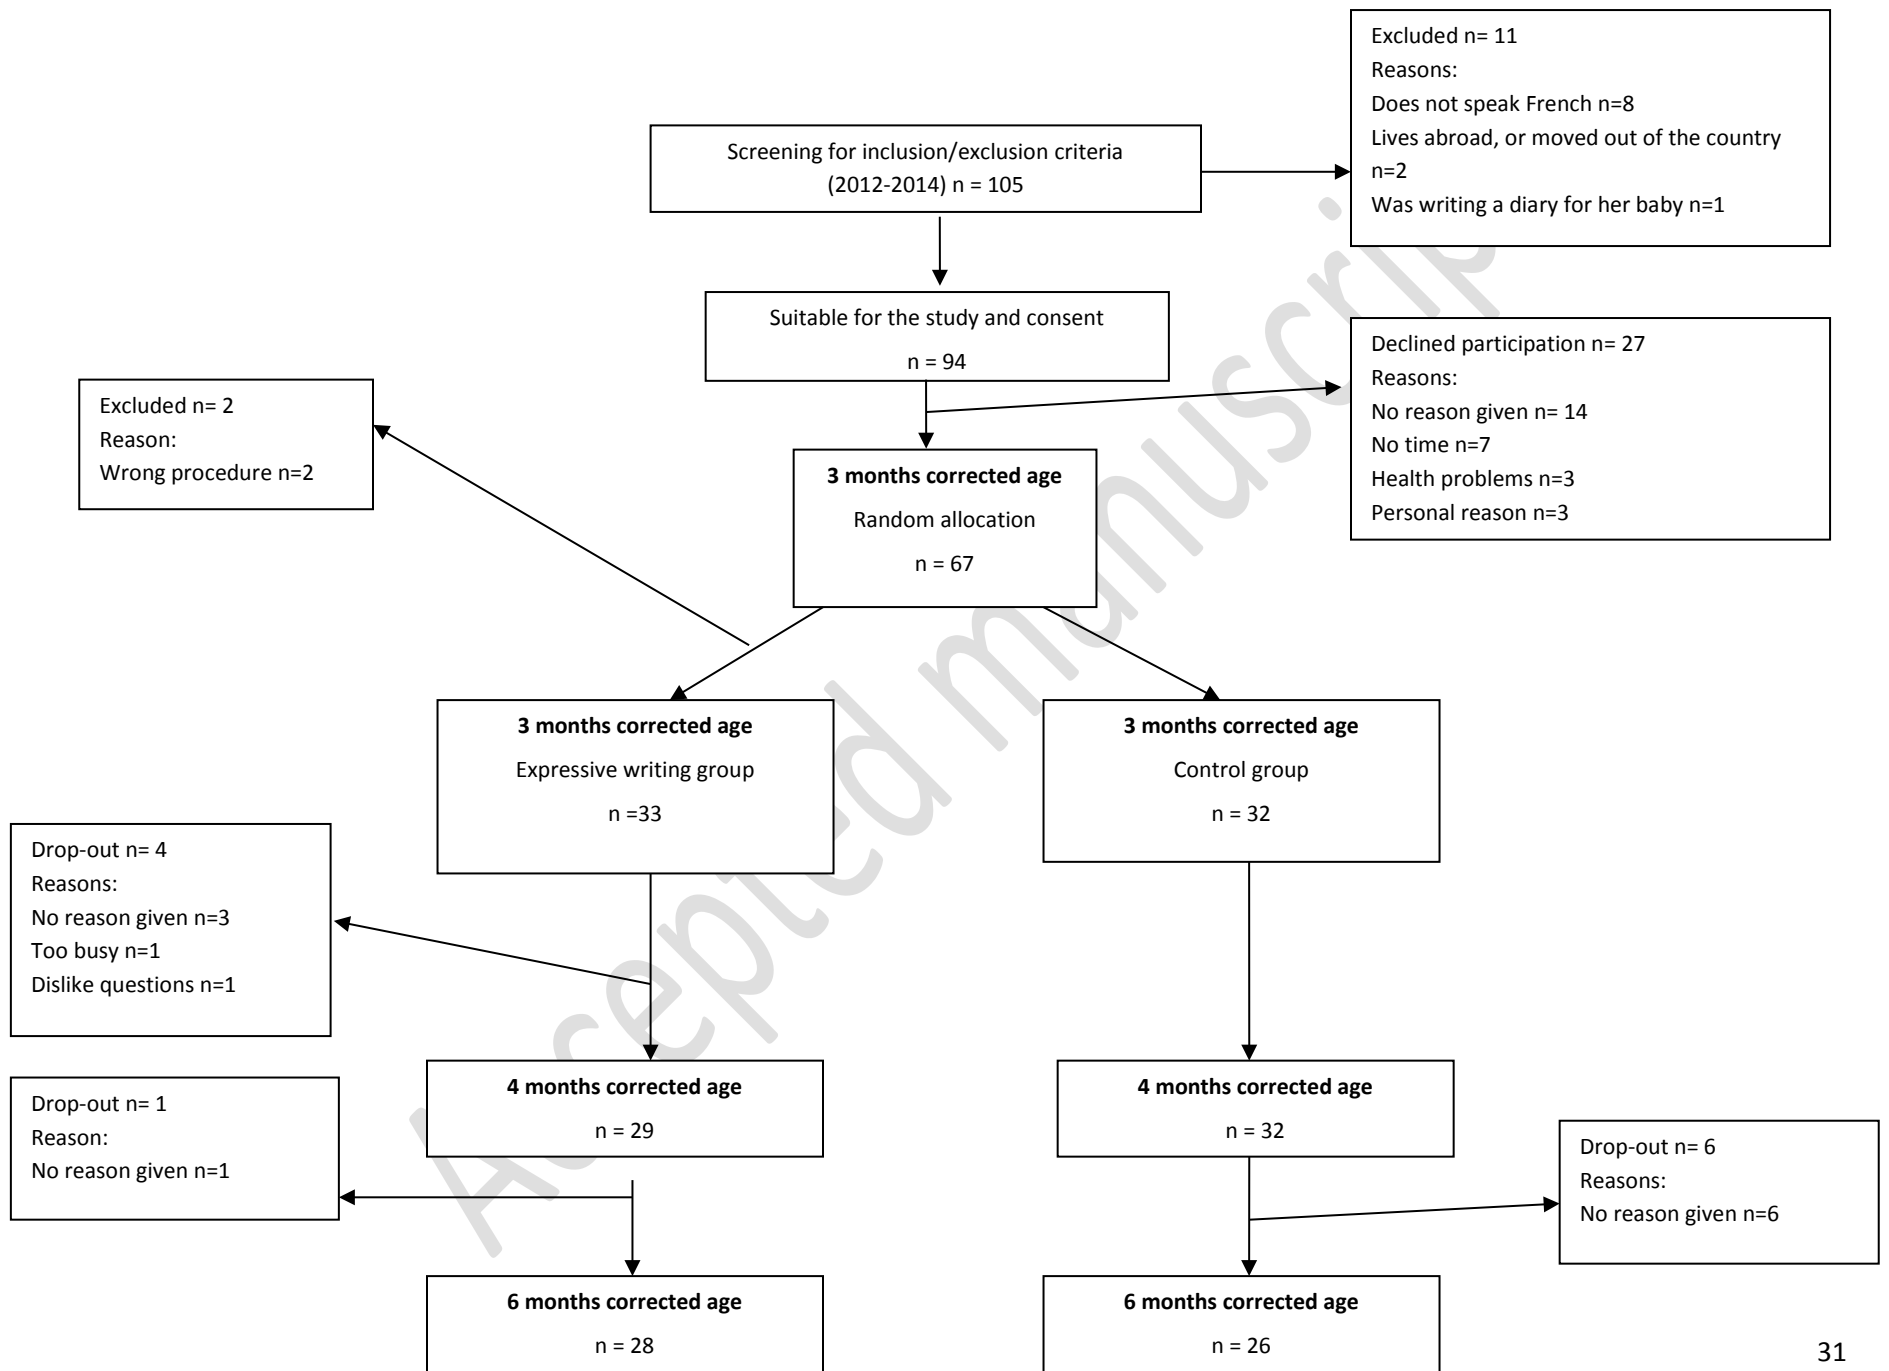 Excluded n= 11
Reasons:
Does not speak French n=8
Lives abroad, or moved out of the country
n=2
Was writing a diary for her baby n=1
Screening for inclusion/exclusion criteria
(2012-2014) n = 105
Suitable for the study and consent
n = 94
Declined participation n= 27
Reasons:
No reason given n= 14
No time n=7
Health problems n=3
Personal reason n=3
Excluded n= 2
Reason:
Wrong procedure n=2
3 months corrected age
Random allocation
n = 67
3 months corrected age
Expressive writing group
n =33
3 months corrected age
Control group
n = 32
Drop-out n= 4
Reasons:
No reason given n=3
Too busy n=1
Dislike questions n=1
4 months corrected age
n = 29
4 months corrected age
n = 32
Drop-out n= 1
Reason:
No reason given n=1
Drop-out n= 6
Reasons:
No reason given n=6
6 months corrected age
n = 28
6 months corrected age
n = 26
31
Accepted manuscript